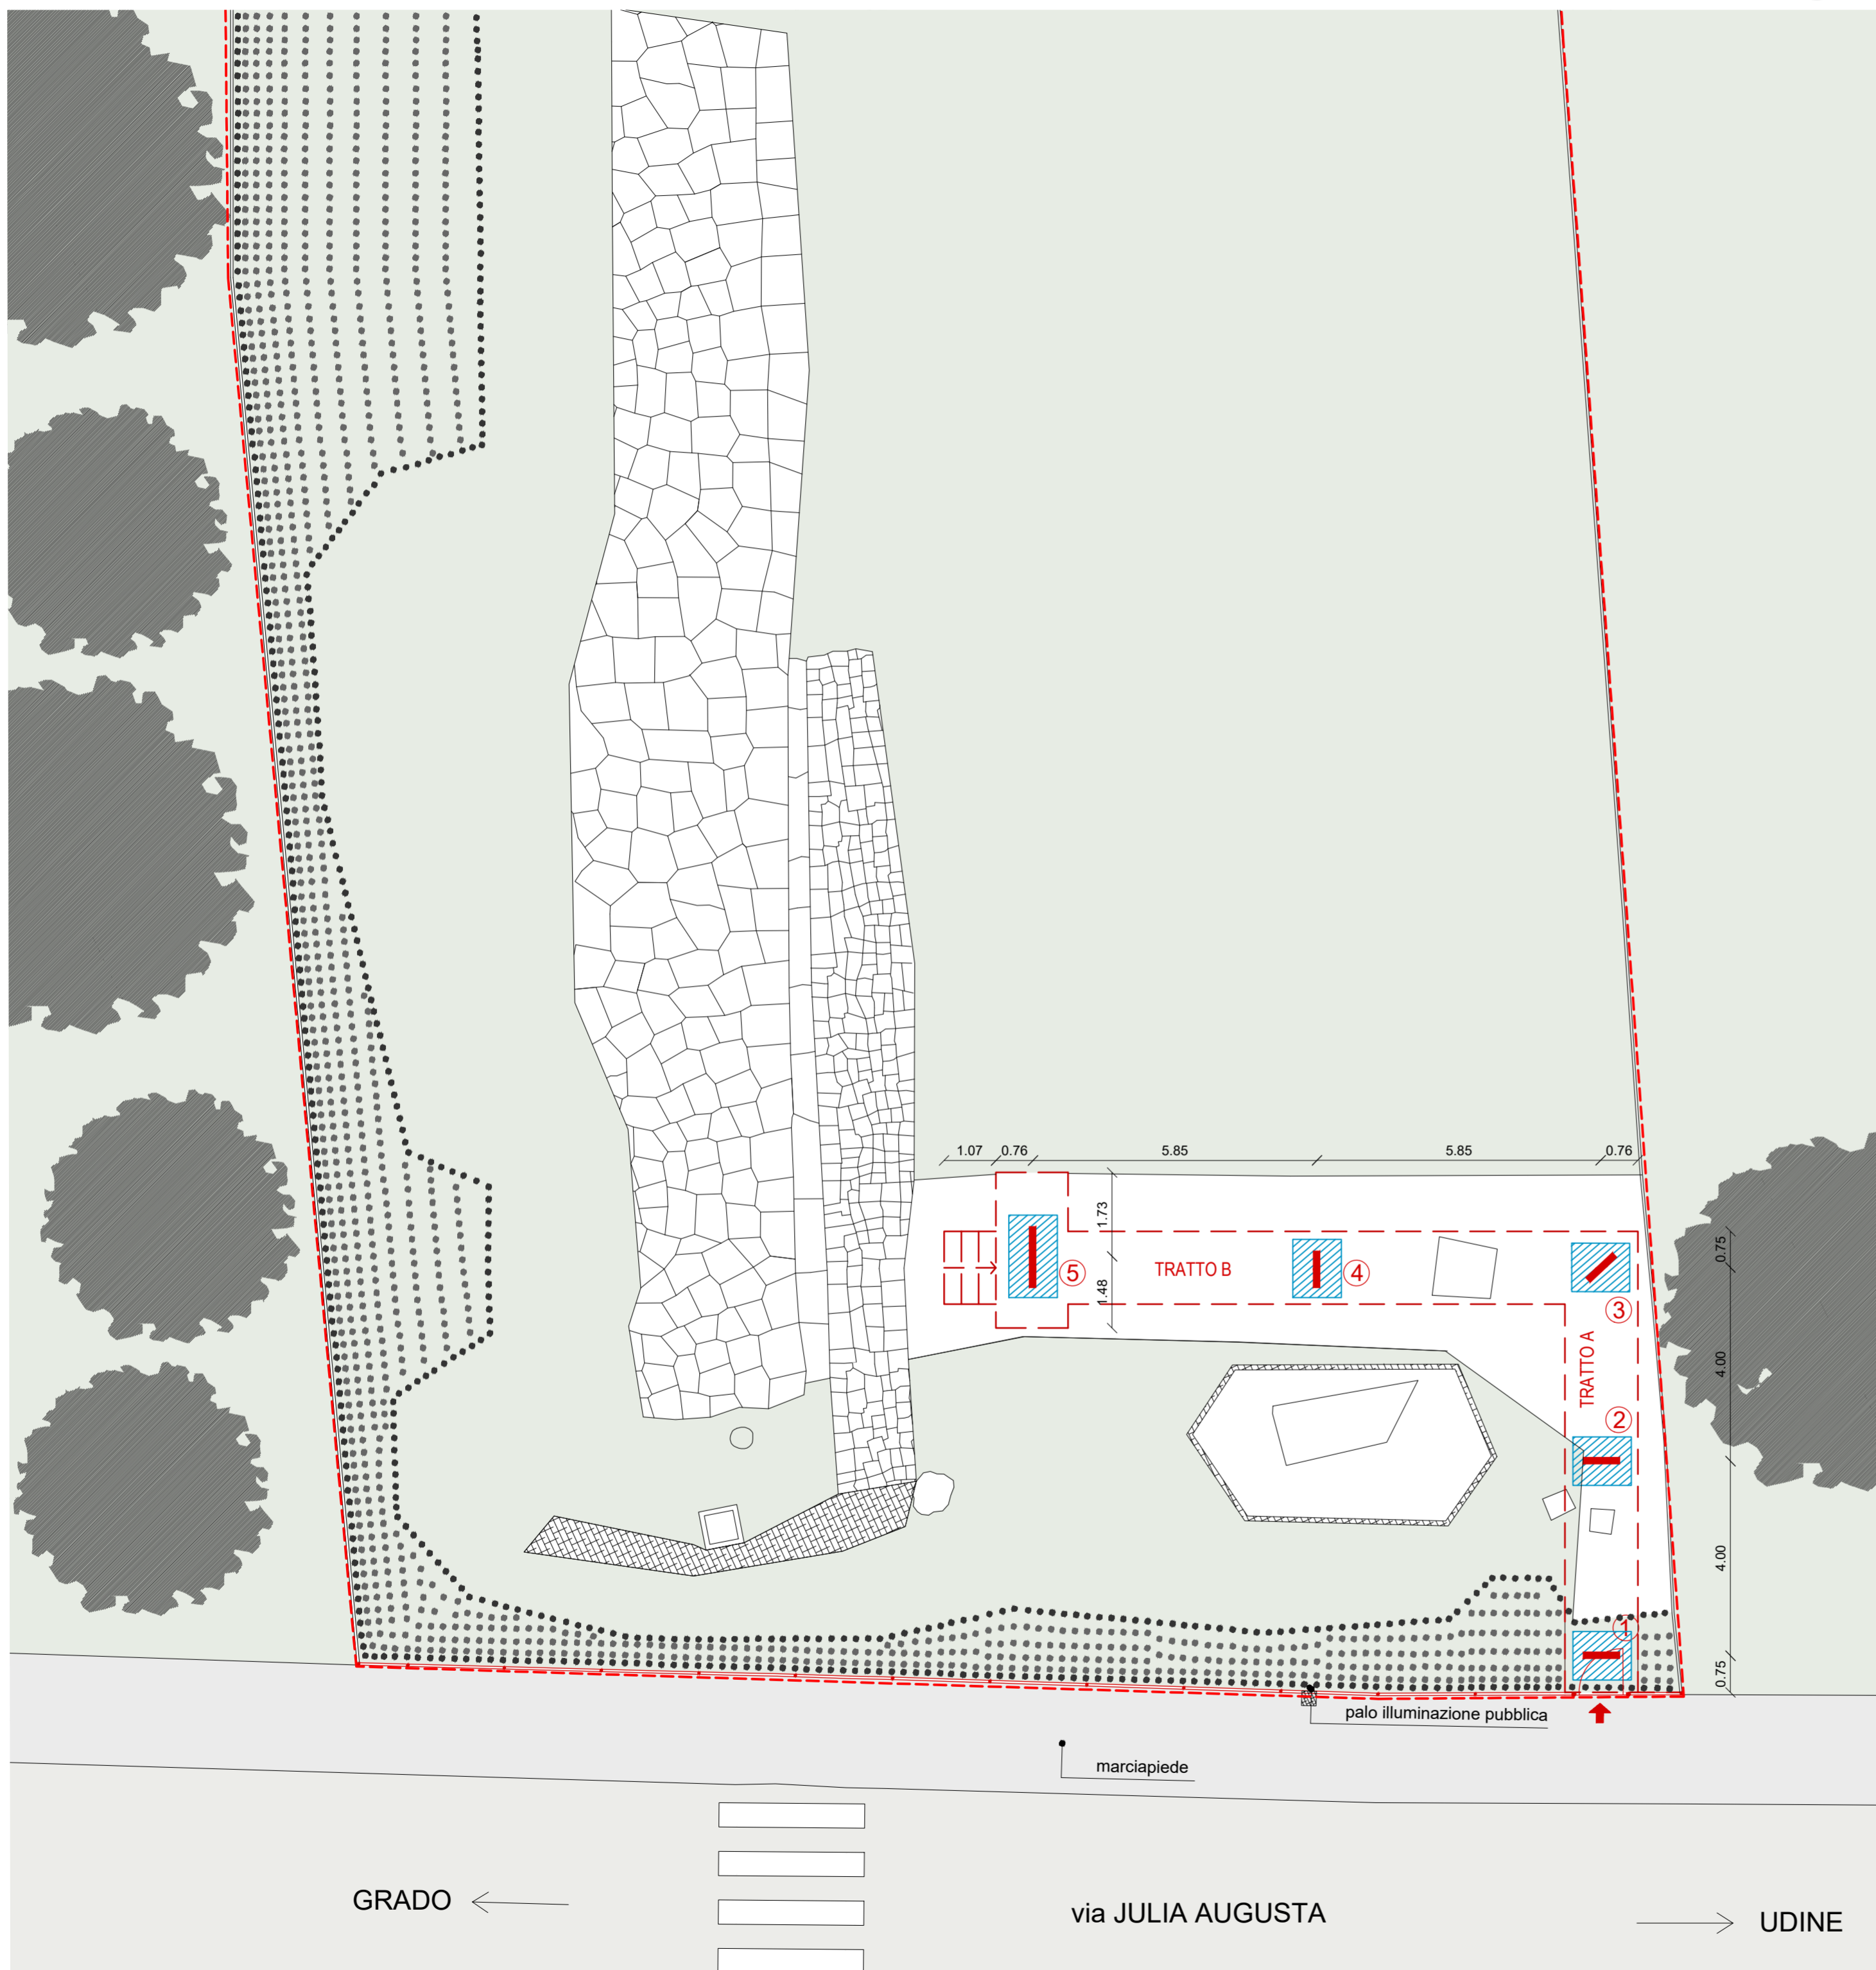 1.07 0.76 5.85 5.85 0.76
1.73
0.75
⑤
TRATTO B
④
1.48
③
TRATTO A
4.00
②
4.00
①
0.75
palo illuminazione pubblica
marciapiede
GRADO
via JULIA AUGUSTA
UDINE